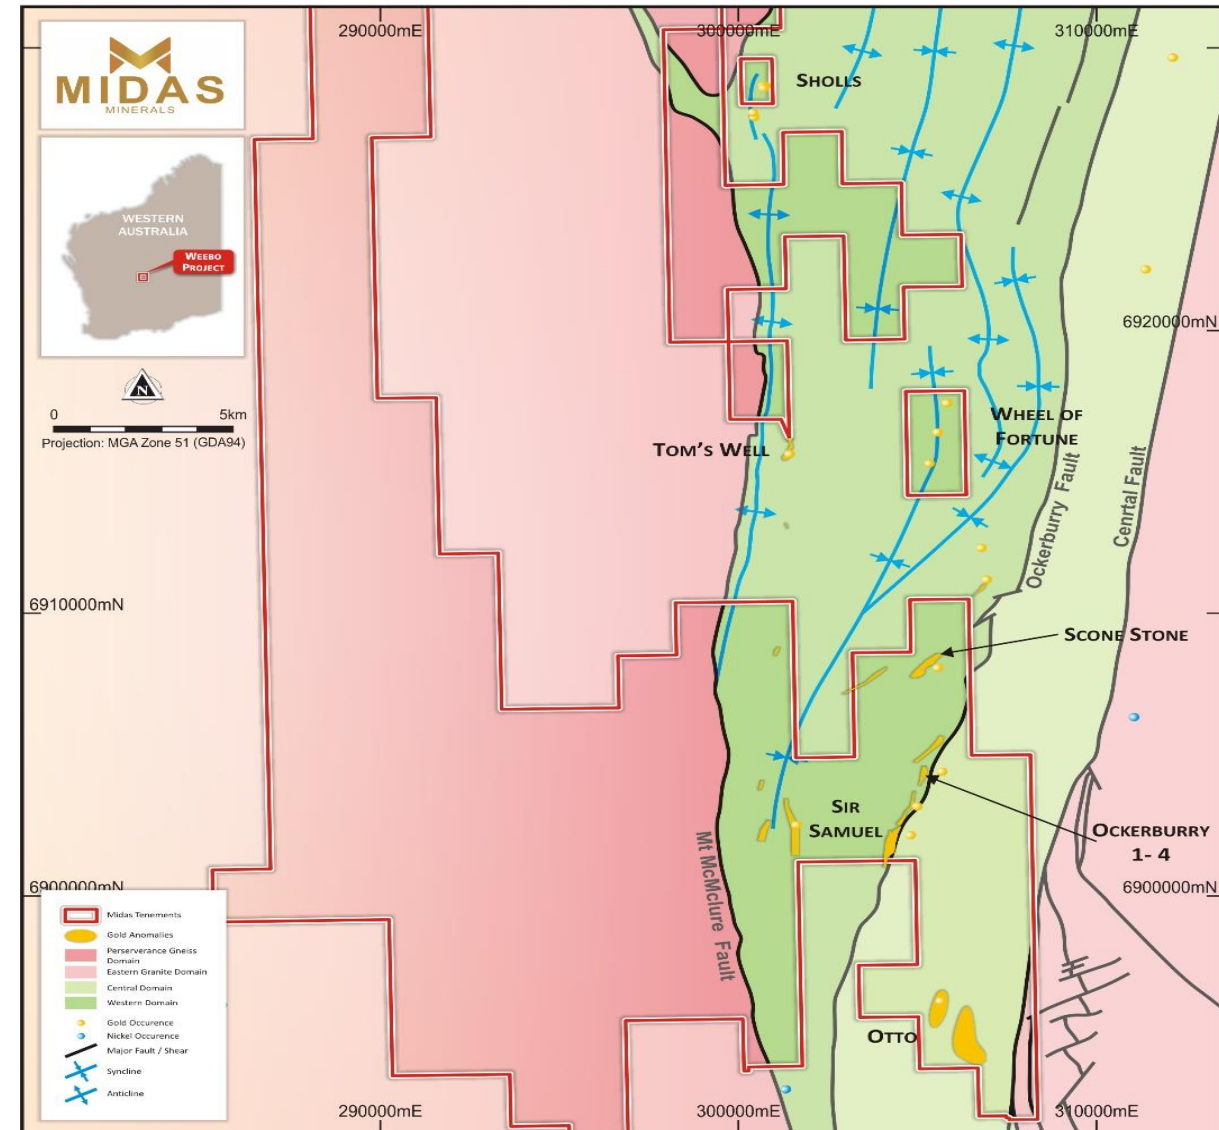 290000mE
300000mE
310000mE
MIDAS
MINERALS
SHOLLS
WESTERN
AUSTRALIA
WEEBO
PROJECT
N
0 5km
Projection: MGA Zone 51 (GDA94)
6920000mN
WHEEL OF
FORTUNE
TOM'S WELL
Ockerburry Fault
Cenrtal Fault
6910000mN
SCONE STONE
SIR
SAMUEL
OCKERBURRY
1- 4
Mt McMclure Fault
6900000mN
6900000mN
Midas Tenements
Gold Anomalies
Perserverance Gneiss
Domain
Eastern Granite Domain
Central Domain
Western Domain
Gold Occurence
Nickel Occurence
Major Fault / Shear
Syncline
Anticline
OTTO
290000mE
300000mE
310000mE